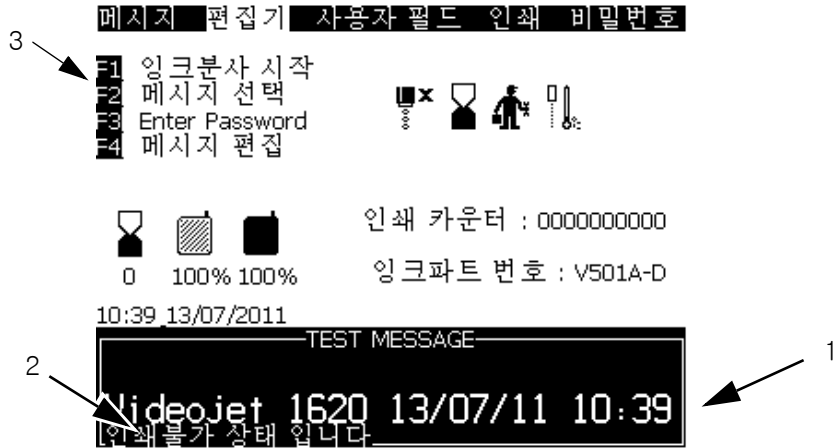 메시지 편집기 사용자 필드 인쇄 비밀번호
3
F1 잉크분사 시작
F2 메시지 선택
F3 Enter Password
F4 메시지 편집
인쇄 카운터 : 0000000000
0 100% 100%
잉크파트 번호 : V501A-D
10:39 13/07/2011
TEST MESSAGE
1
2
Videojet 1620 13/07/11 10:39
인쇄불가 상태 입니다